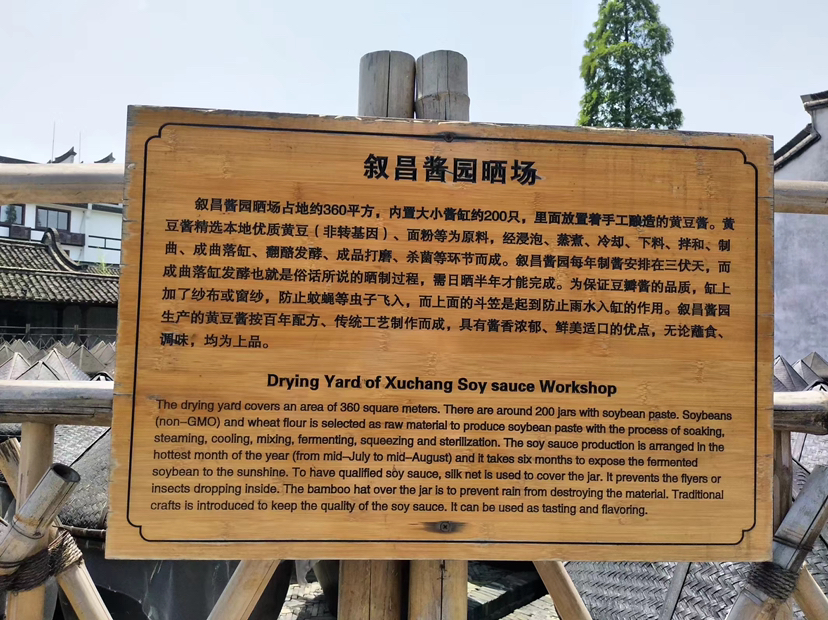 叙昌酱园晒场
叙昌酱园晒场占地约360平方，内置大小酱缸约200只，里面放置着手工酿造的黄豆酱。黄
豆酱精选本地优质黄豆（非转基因）、面粉等为原料，经浸泡、蒸煮、冷却、下料、拌和、制
曲、成曲落缸、翻醅发酵、成品打磨、杀菌等环节而成。叙昌酱园每年制酱安排在三伏天，而
成曲落缸发酵也就是俗话所说的晒制过程，需日晒半年才能完成。为保证豆瓣酱的品质，缸上
加了纱布或窗纱，防止蚊蝇等虫子飞入，而上面的斗笠是起到防止雨水入缸的作用。叙昌酱园
生产的黄豆酱按百年配方、传统工艺制作而成，具有酱香浓郁、鲜美适口的优点，无论蘸食、
调味，均为上品。
Drying Yard of Xuchang Soy sauce Workshop
The drying yard covers an area of 360 square meters. There are around 200 jars with soybean paste. Soybeans
(non-GMO) and wheat flour is selected as raw material to produce soybean paste with the process of soaking,
steaming, cooling, mixing, fermenting, squeezing and sterilization. The soy sauce production is arranged in the
hottest month of the year (from mid-July to mid-August) and it takes six months to expose the fermented
soybean to the sunshine. To have qualified soy sauce, silk net is used to cover the jar. It prevents the flyers or
insects dropping inside. The bamboo hat over the jar is to prevent rain from destroying the material. Traditional
crafts is introduced to keep the quality of the soy sauce. It can be used as tasting and flavoring.